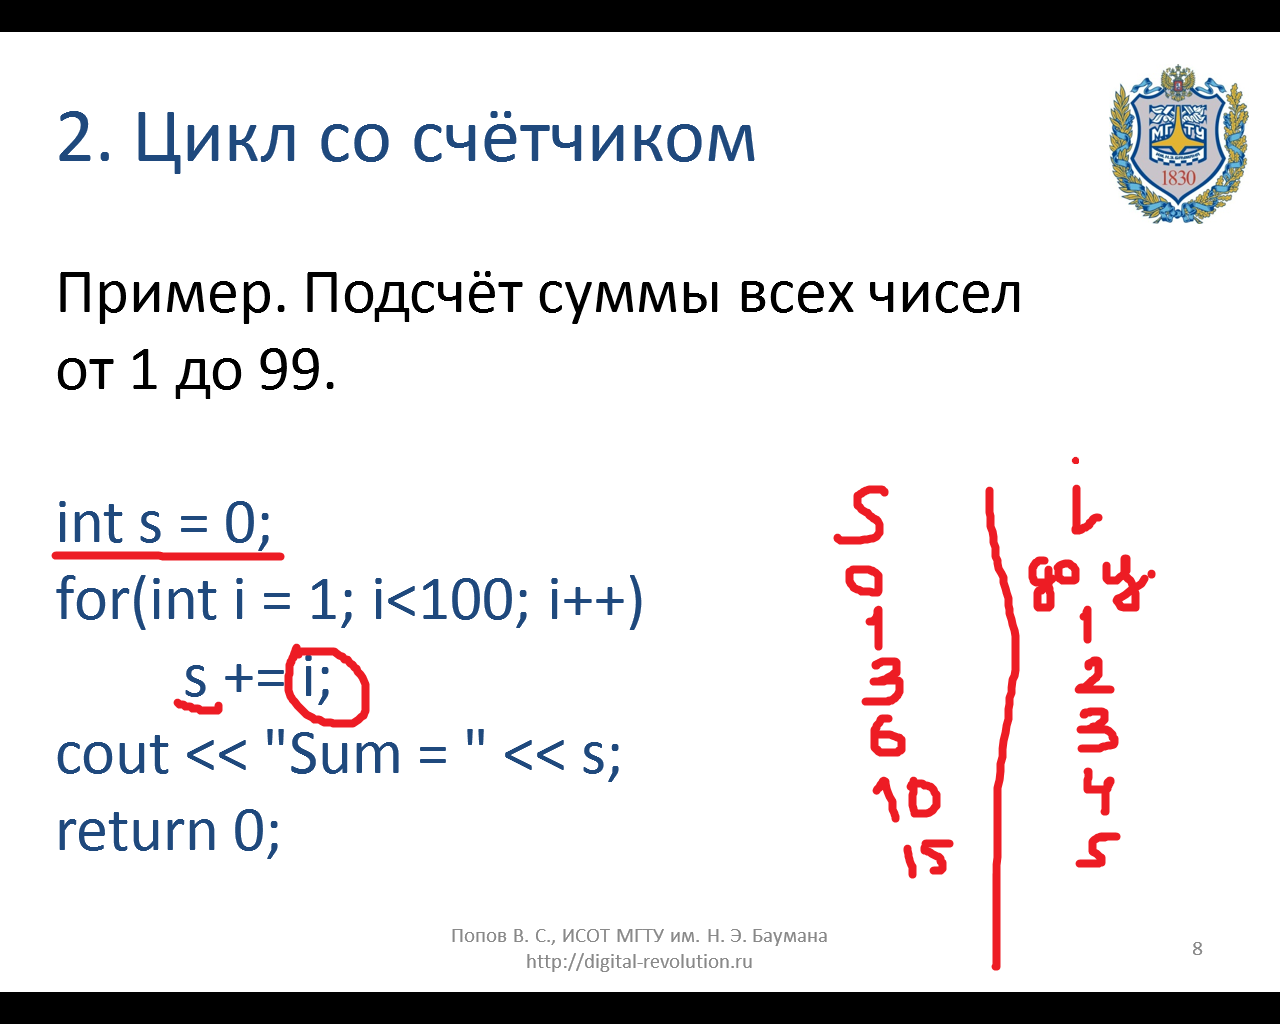 2. Цикл со счётчиком
МГТУ
1830
Пример. Подсчёт суммы всех чисел
от 1 до 99.
int s = 0;
for(int i = 1; i<100; i++)
s += i;
cout << "Sum = " << s;
return 0;
S i
0 до ц.
1 1
3 2
6 3
10 4
15 5
Попов В. С., ИСОТ МГТУ им. Н. Э. Баумана
http://digital-revolution.ru
8